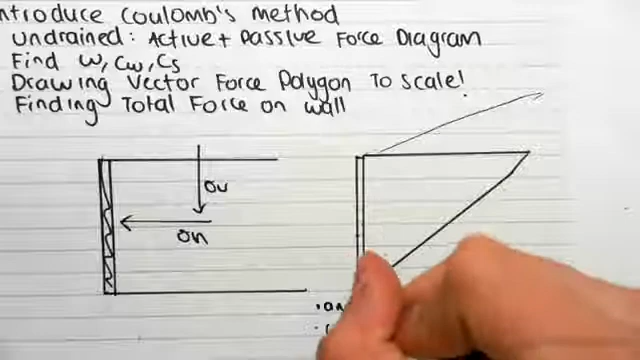 ntroduce Coulomb's method
Undrained: Active + Passive Force Diagram
Find W, Cw, Cs
Drawing Vector Force Polygon To Scale!
Finding Total Force on wall
σv
σh